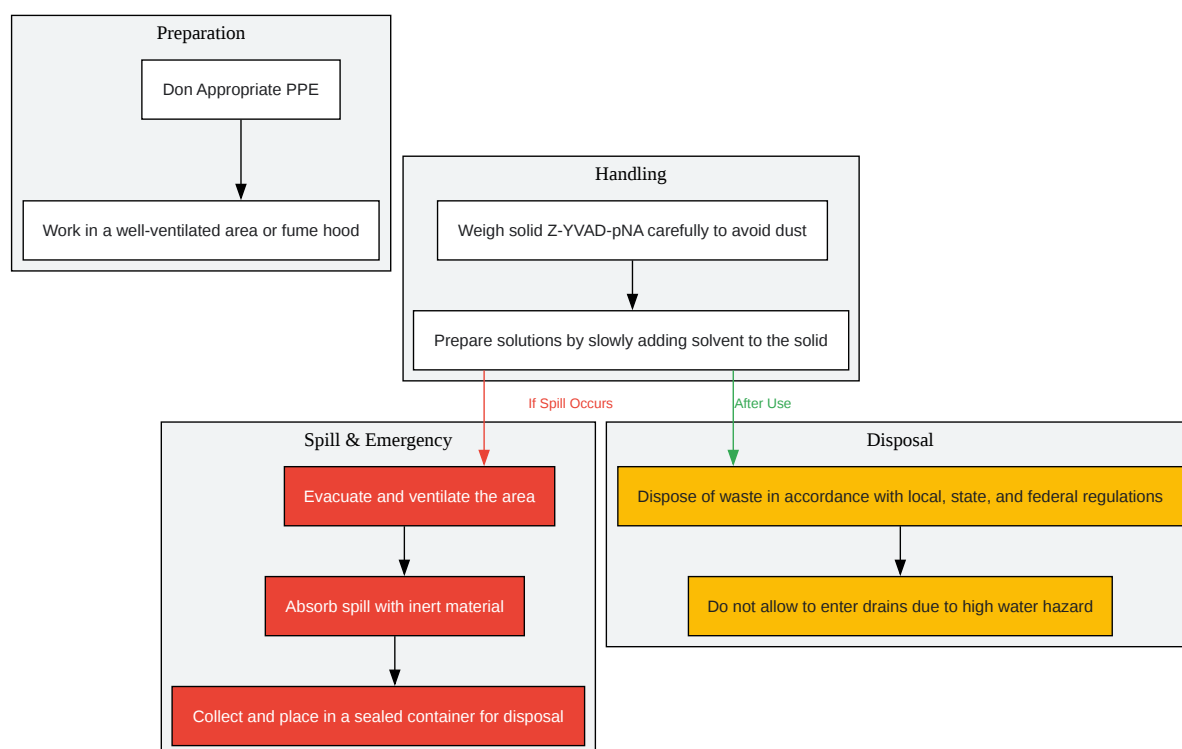 Preparation
Don Appropriate PPE
Work in a well-ventilated area or fume hood
Handling
Weigh solid Z-YVAD-pNA carefully to avoid dust
Prepare solutions by slowly adding solvent to the solid
If Spill Occurs
After Use
Spill & Emergency
Evacuate and ventilate the area
Absorb spill with inert material
Collect and place in a sealed container for disposal
Disposal
Dispose of waste in accordance with local, state, and federal regulations
Do not allow to enter drains due to high water hazard